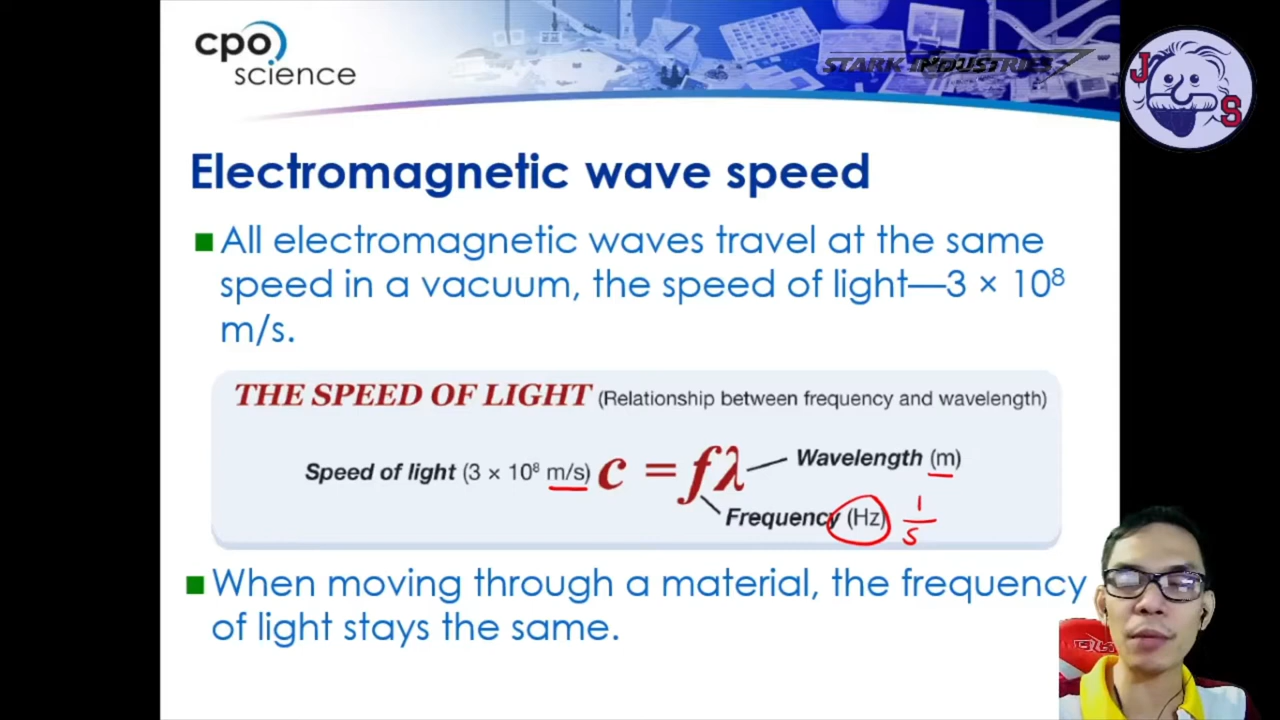 cpo
science
STARK INDUSTRIES
J
S
Electromagnetic wave speed
All electromagnetic waves travel at the same
speed in a vacuum, the speed of light—3 × 10⁸
m/s.
THE SPEED OF LIGHT (Relationship between frequency and wavelength)
Speed of light (3 × 10⁸ m/s) c = fλ Wavelength (m)
Frequency (Hz) 1/s
When moving through a material, the frequency
of light stays the same.